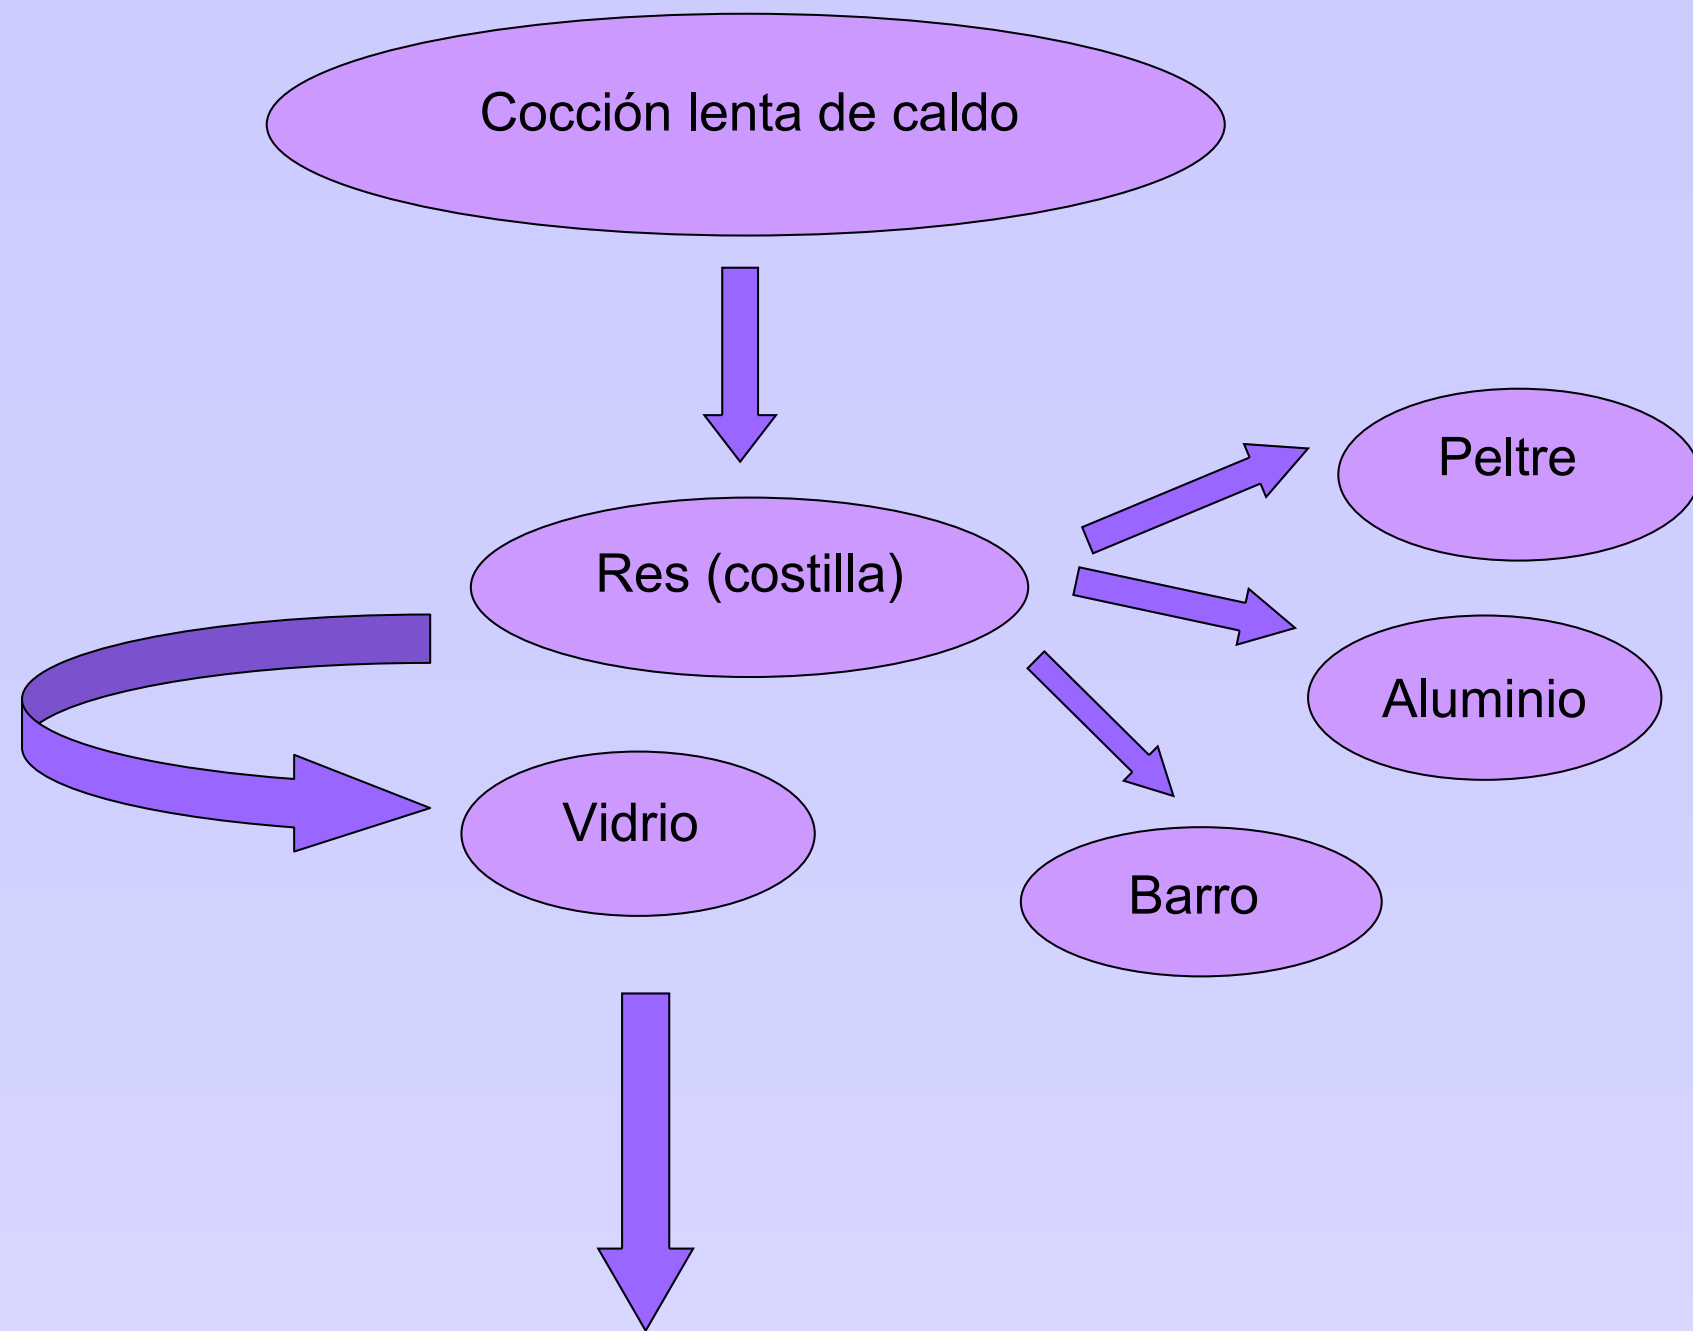 Cocción lenta de caldo
Peltre
Res (costilla)
Aluminio
Vidrio
Barro